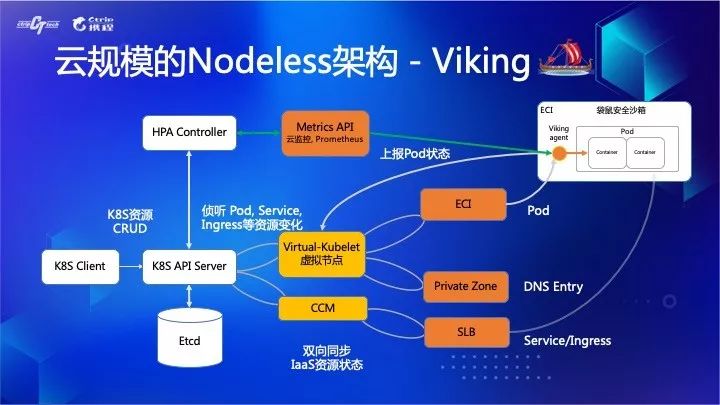 ctrip tech
Ctrip
携程
云规模的Nodeless架构 - Viking
ECI
袋鼠安全沙箱
Viking
agent
Pod
Container
Container
HPA Controller
Metrics API
云监控, Prometheus
上报Pod状态
K8S资源
CRUD
侦听 Pod, Service,
Ingress等资源变化
ECI
Pod
K8S Client
K8S API Server
Virtual-Kubelet
虚拟节点
Private Zone
DNS Entry
CCM
SLB
Service/Ingress
Etcd
双向同步
IaaS资源状态